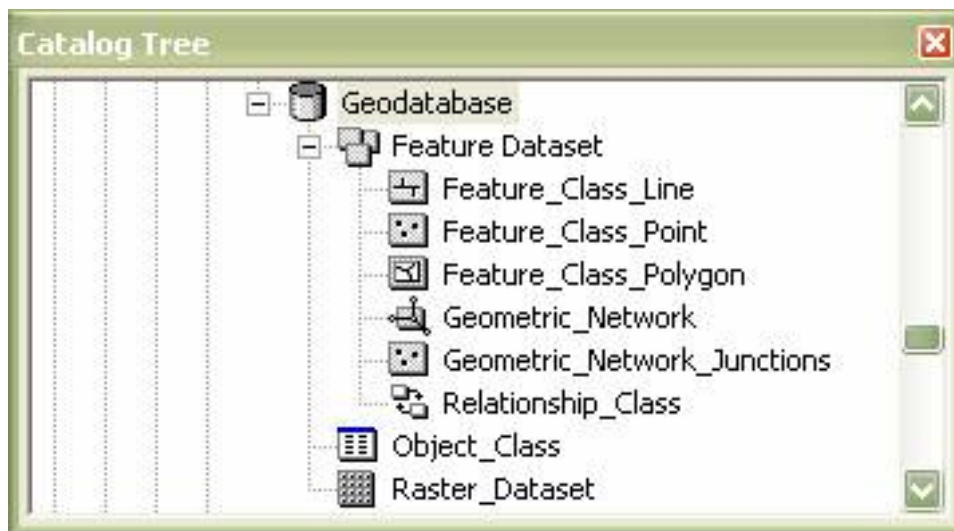 Catalog Tree
Geodatabase
Feature Dataset
Feature_Class_Line
Feature_Class_Point
Feature_Class_Polygon
Geometric_Network
Geometric_Network_Junctions
Relationship_Class
Object_Class
Raster_Dataset